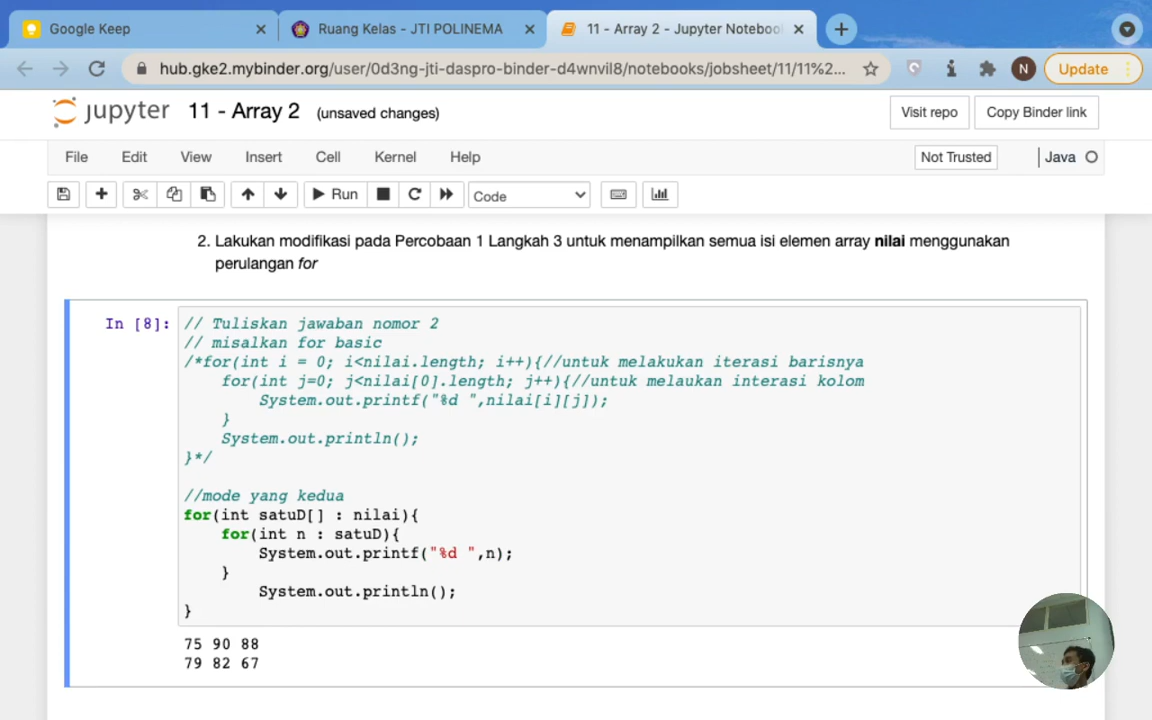 Google Keep
Ruang Kelas - JTI POLINEMA
11 - Array 2 - Jupyter Noteboo
hub.gke2.mybinder.org/user/0d3ng-jti-daspro-binder-d4wnvil8/notebooks/jobsheet/11/11%2...
N
Update
jupyter 11 - Array 2 (unsaved changes)
Visit repo
Copy Binder link
File Edit View Insert Cell Kernel Help
Not Trusted
Java
Run
Code
2. Lakukan modifikasi pada Percobaan 1 Langkah 3 untuk menampilkan semua isi elemen array nilai menggunakan
perulangan for
In [8]:
// Tuliskan jawaban nomor 2
// misalkan for basic
/*for(int i = 0; i<nilai.length; i++){//untuk melakukan iterasi barisnya
    for(int j=0; j<nilai[0].length; j++){//untuk melaukan interasi kolom
        System.out.printf("%d ",nilai[i][j]);
    }
    System.out.println();
}*/
//mode yang kedua
for(int satuD[] : nilai){
    for(int n : satuD){
        System.out.printf("%d ",n);
    }
        System.out.println();
}
75 90 88
79 82 67